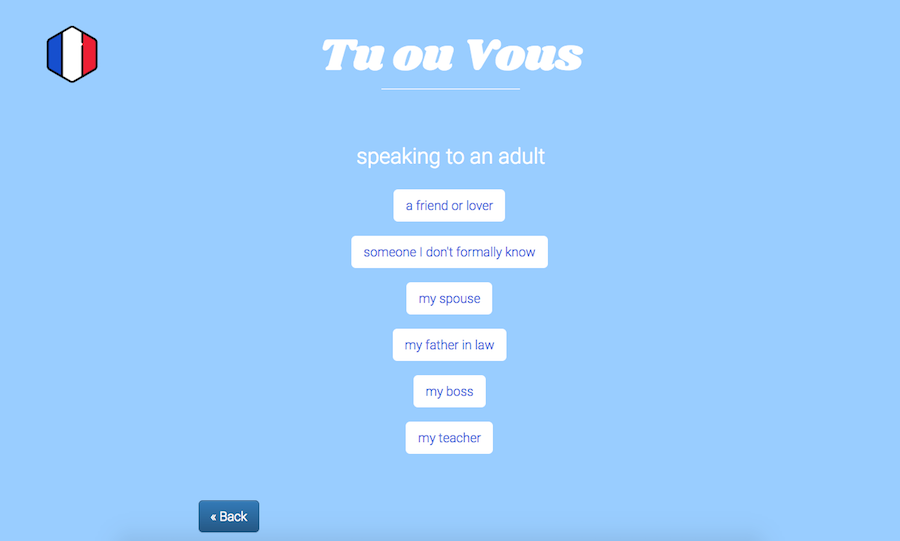 Tu ou Vous
speaking to an adult
a friend or lover
someone I don't formally know
my spouse
my father in law
my boss
my teacher
« Back